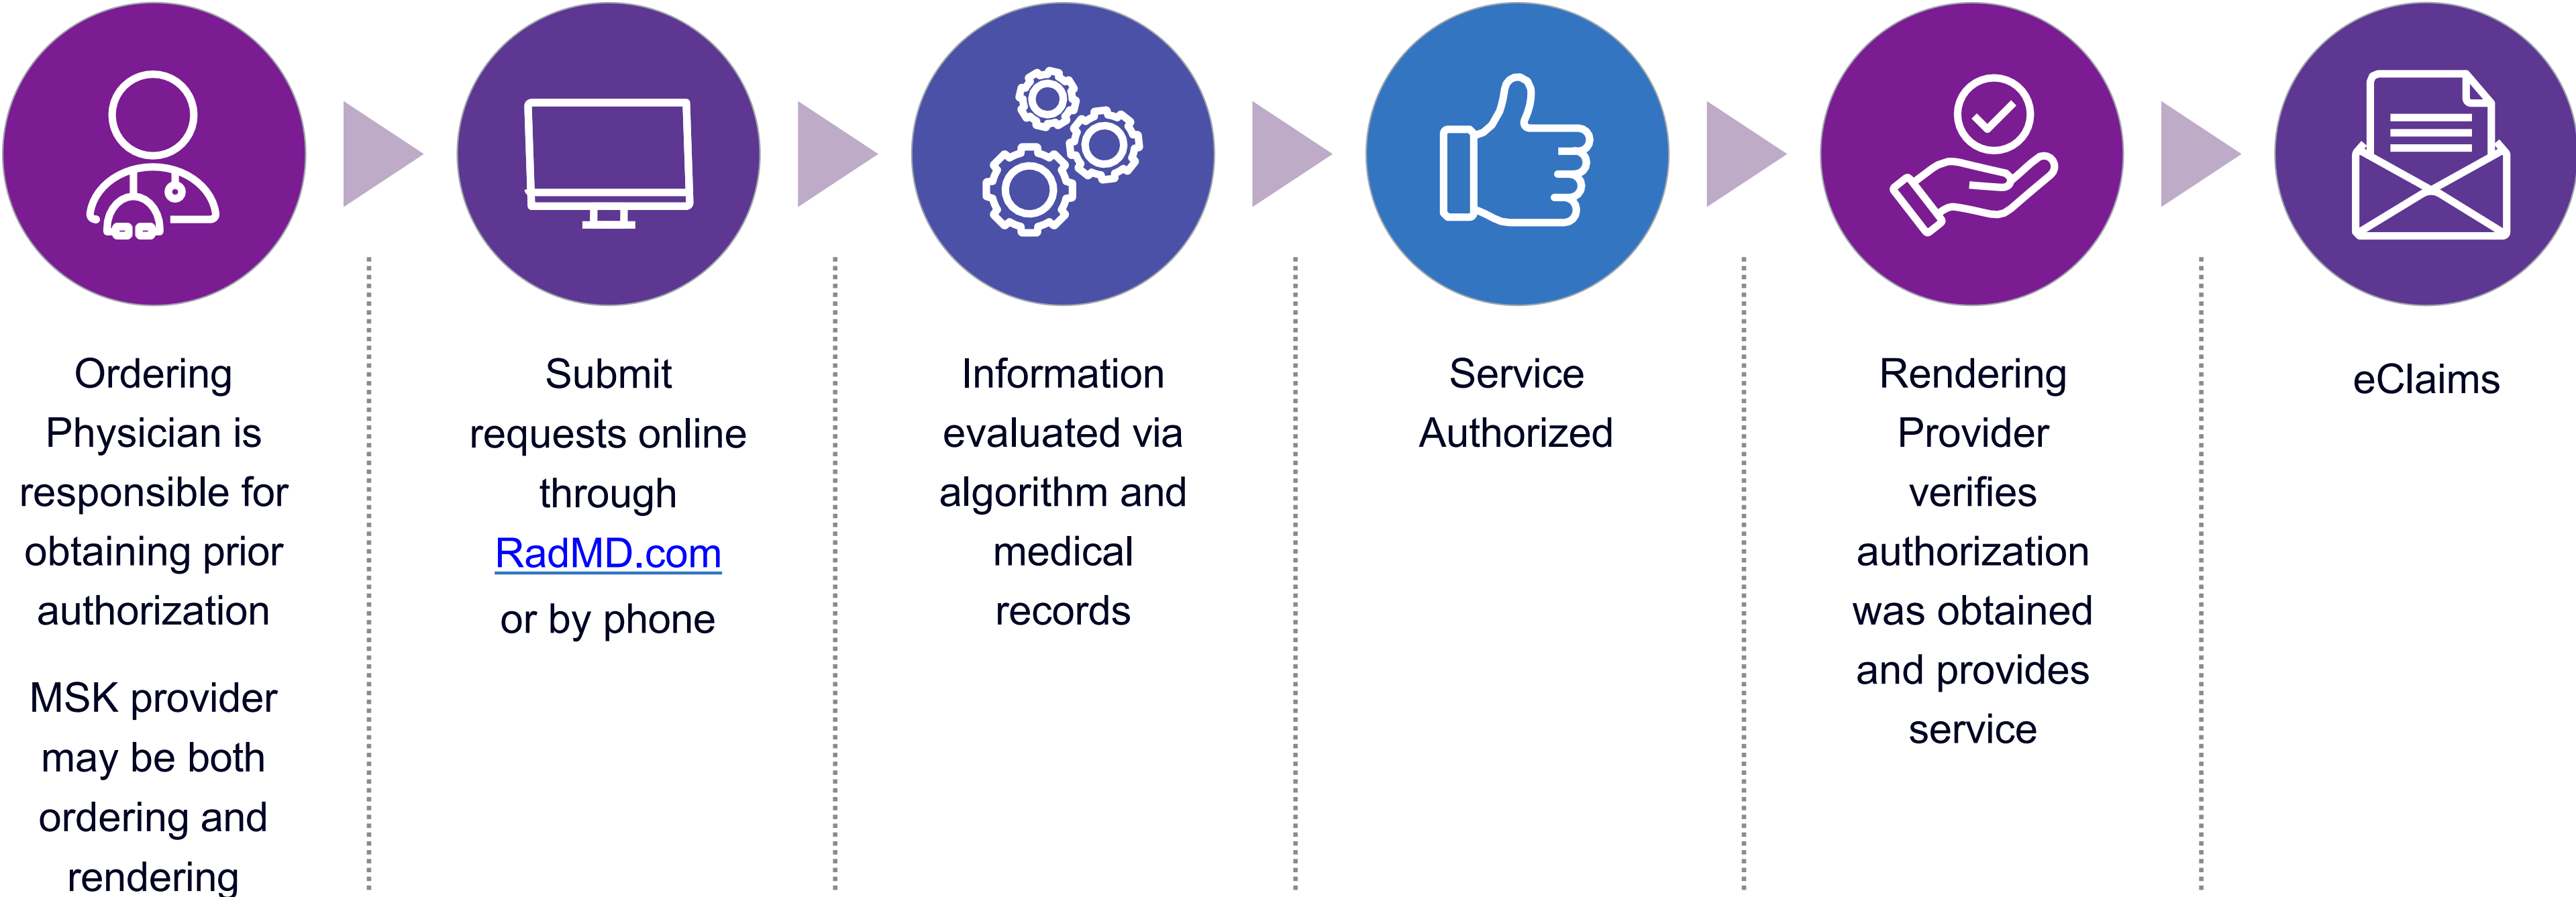 Ordering
Physician is
responsible for
obtaining prior
authorization
MSK provider
may be both
ordering and
rendering
Submit
requests online
through
RadMD.com
or by phone
Information
evaluated via
algorithm and
medical
records
Service
Authorized
Rendering
Provider
verifies
authorization
was obtained
and provides
service
eClaims